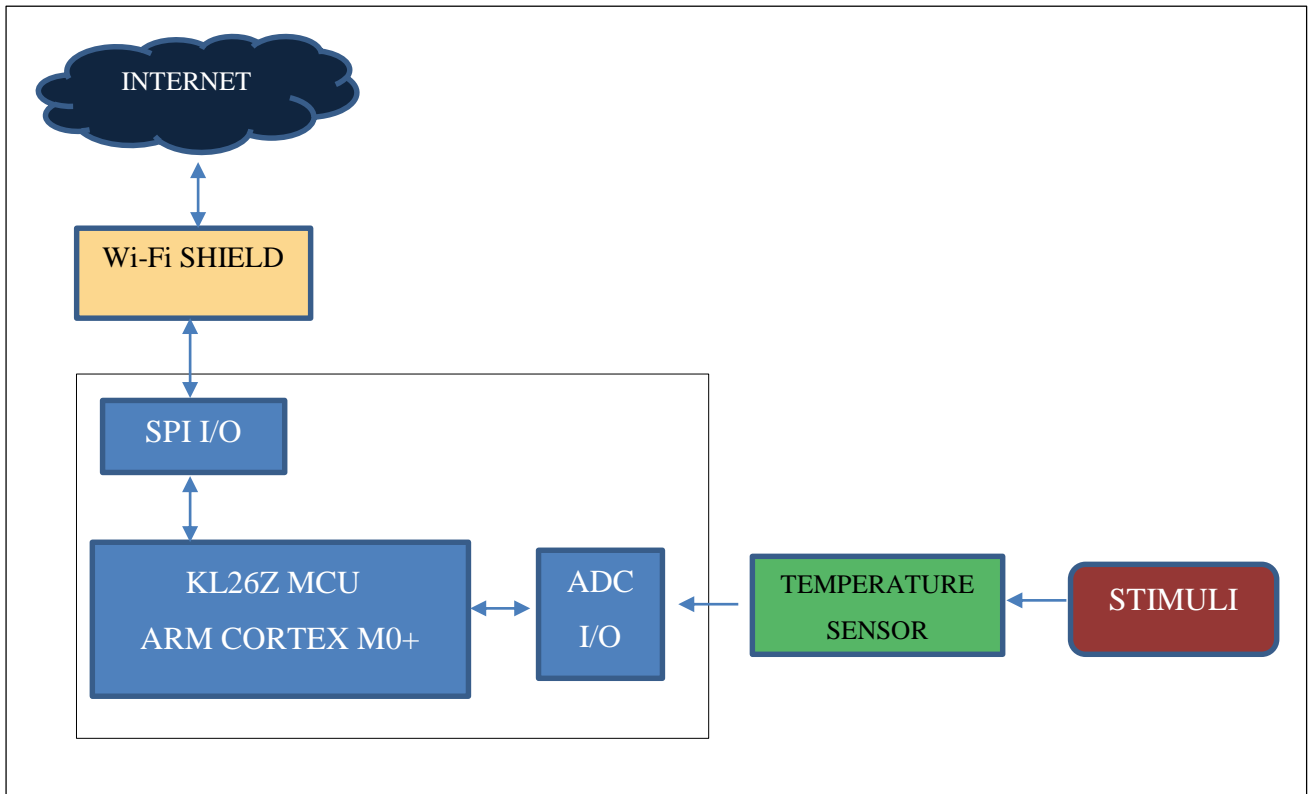 INTERNET
Wi-Fi SHIELD
SPI I/O
KL26Z MCU
ARM CORTEX M0+
ADC
I/O
TEMPERATURE
SENSOR
STIMULI